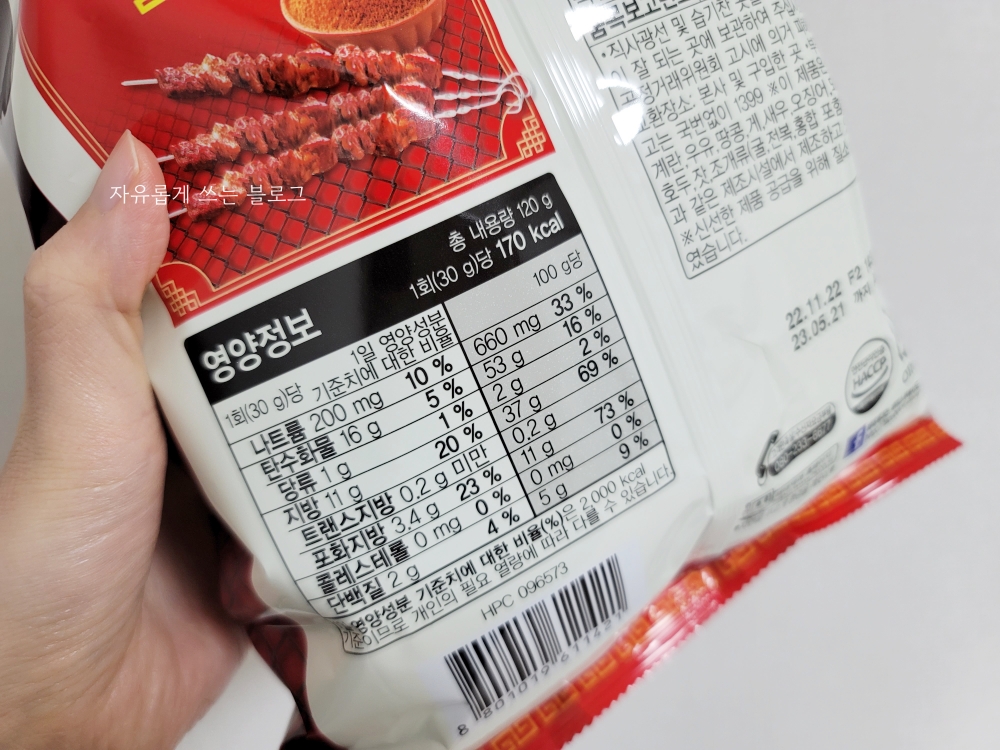 자유롭게 쓰는 블로그
영양정보
총 내용량 120 g
1회(30 g)당 170 kcal
1회(30 g)당 1일 영양성분 기준치에 대한 비율 100 g당
나트륨 200 mg 10 % 660 mg 33 %
탄수화물 16 g 5 % 53 g 16 %
당류 1 g 1 % 2 g 2 %
지방 11 g 20 % 37 g 69 %
트랜스지방 0.2 g 미만 0.2 g
포화지방 3.4 g 23 % 11 g 73 %
콜레스테롤 0 mg 0 % 0 mg 0 %
단백질 2 g 4 % 5 g 9 %
1일 영양성분 기준치에 대한 비율(%)은 2,000 kcal
기준이므로 개인의 필요 열량에 따라 다를 수 있습니다.
HPC 096573
• 직사광선 및 습기찬
잘 되는 곳에 보관하여
공정거래위원회 고시에 의거
본사 및 구입한 곳
고는 국번없이 1399 ※이 제품은
계란, 우유, 땅콩, 게, 새우, 오징어,
호두, 잣, 조개류(굴, 전복, 홍합 포함
과 같은 제조시설에서 제조하고
※신선한 제품 공급을 위해 질소
였습니다.
22.11.22 F2
23.05.21 까지
HACCP